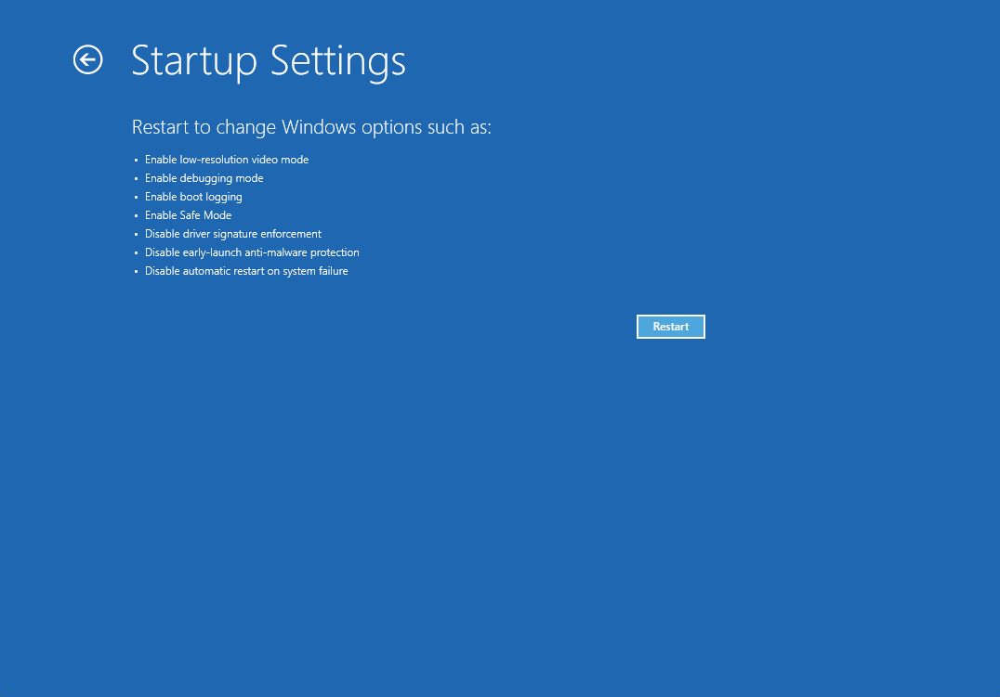 Startup Settings
Restart to change Windows options such as:
• Enable low-resolution video mode
• Enable debugging mode
• Enable boot logging
• Enable Safe Mode
• Disable driver signature enforcement
• Disable early-launch anti-malware protection
• Disable automatic restart on system failure
Restart